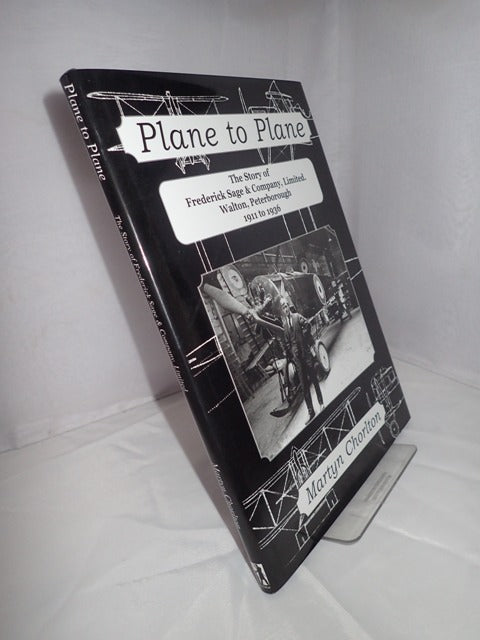 Plane to Plane
The Story of
Frederick Sage & Company, Limited.
Walton, Peterborough
1911 to 1936
Martyn Chorlton
Plane to Plane
The Story of Frederick Sage & Company, Limited
Martyn Chorlton